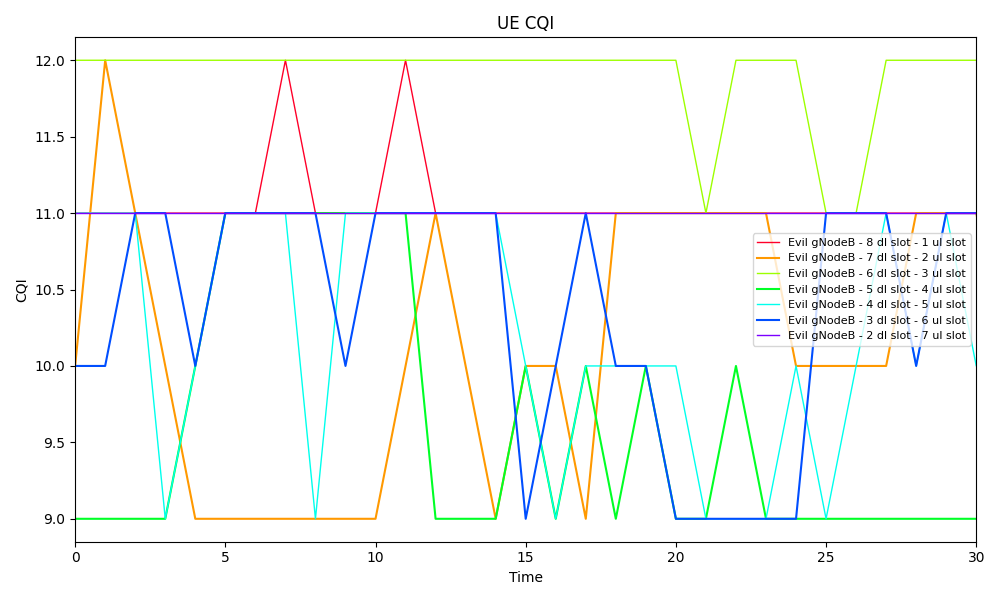 UE CQI
12.0
11.5
11.0
10.5
10.0
9.5
9.0
CQI
Evil gNodeB - 8 dl slot - 1 ul slot
Evil gNodeB - 7 dl slot - 2 ul slot
Evil gNodeB - 6 dl slot - 3 ul slot
Evil gNodeB - 5 dl slot - 4 ul slot
Evil gNodeB - 4 dl slot - 5 ul slot
Evil gNodeB - 3 dl slot - 6 ul slot
Evil gNodeB - 2 dl slot - 7 ul slot
0 5 10 15 20 25 30
Time